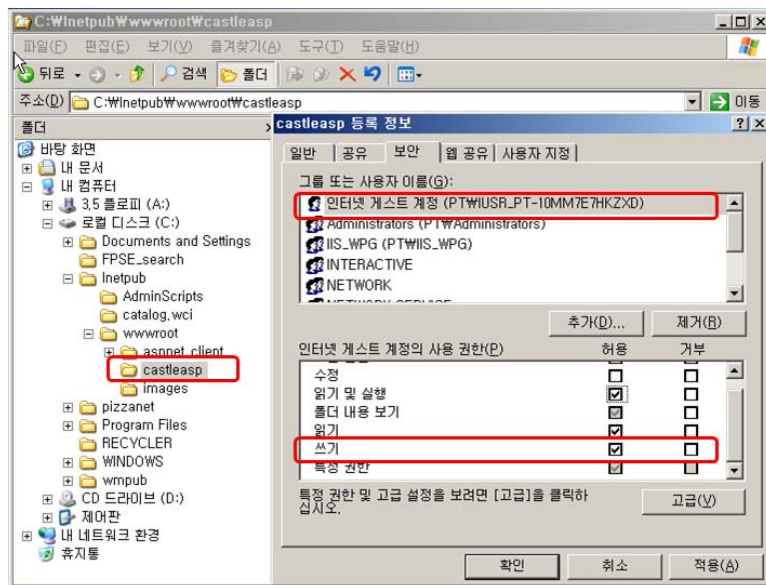 C:₩Inetpub₩wwwroot₩castleasp
파일(F) 편집(E) 보기(V) 즐겨찾기(A) 도구(T) 도움말(H)
뒤로 검색 폴더
주소(D) C:₩Inetpub₩wwwroot₩castleasp 이동
폴더
바탕 화면
내 문서
내 컴퓨터
3,5 플로피 (A:)
로컬 디스크 (C:)
Documents and Settings
FPSE_search
Inetpub
AdminScripts
catalog,wci
wwwroot
aspnet_client
castleasp
images
pizzanet
Program Files
RECYCLER
WINDOWS
wmpub
CD 드라이브 (D:)
제어판
내 네트워크 환경
휴지통
castleasp 등록 정보
일반 공유 보안 웹 공유 사용자 지정
그룹 또는 사용자 이름(G):
인터넷 게스트 계정 (PT₩IUSR_PT-10MM7E7HKZXD)
Administrators (PT₩Administrators)
IIS_WPG (PT₩IIS_WPG)
INTERACTIVE
NETWORK
NETWORK SERVICE
추가(D)... 제거(R)
인터넷 게스트 계정의 사용 권한(P) 허용 거부
수정
읽기 및 실행
폴더 내용 보기
읽기
쓰기
특정 권한
특정 권한 및 고급 설정을 보려면 [고급]을 클릭하
십시오.
고급(V)
확인 취소 적용(A)